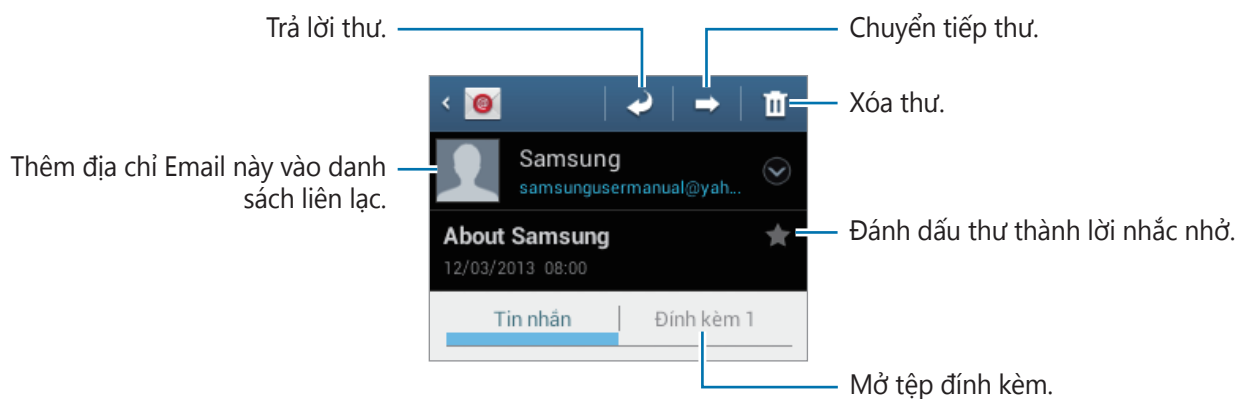 Trả lời thư.
Chuyển tiếp thư.
Xóa thư.
Thêm địa chỉ Email này vào danh
sách liên lạc.
Samsung
samsungusermanual@yah...
About Samsung
12/03/2013 08:00
Đánh dấu thư thành lời nhắc nhở.
Tin nhắn
Đính kèm 1
Mở tệp đính kèm.